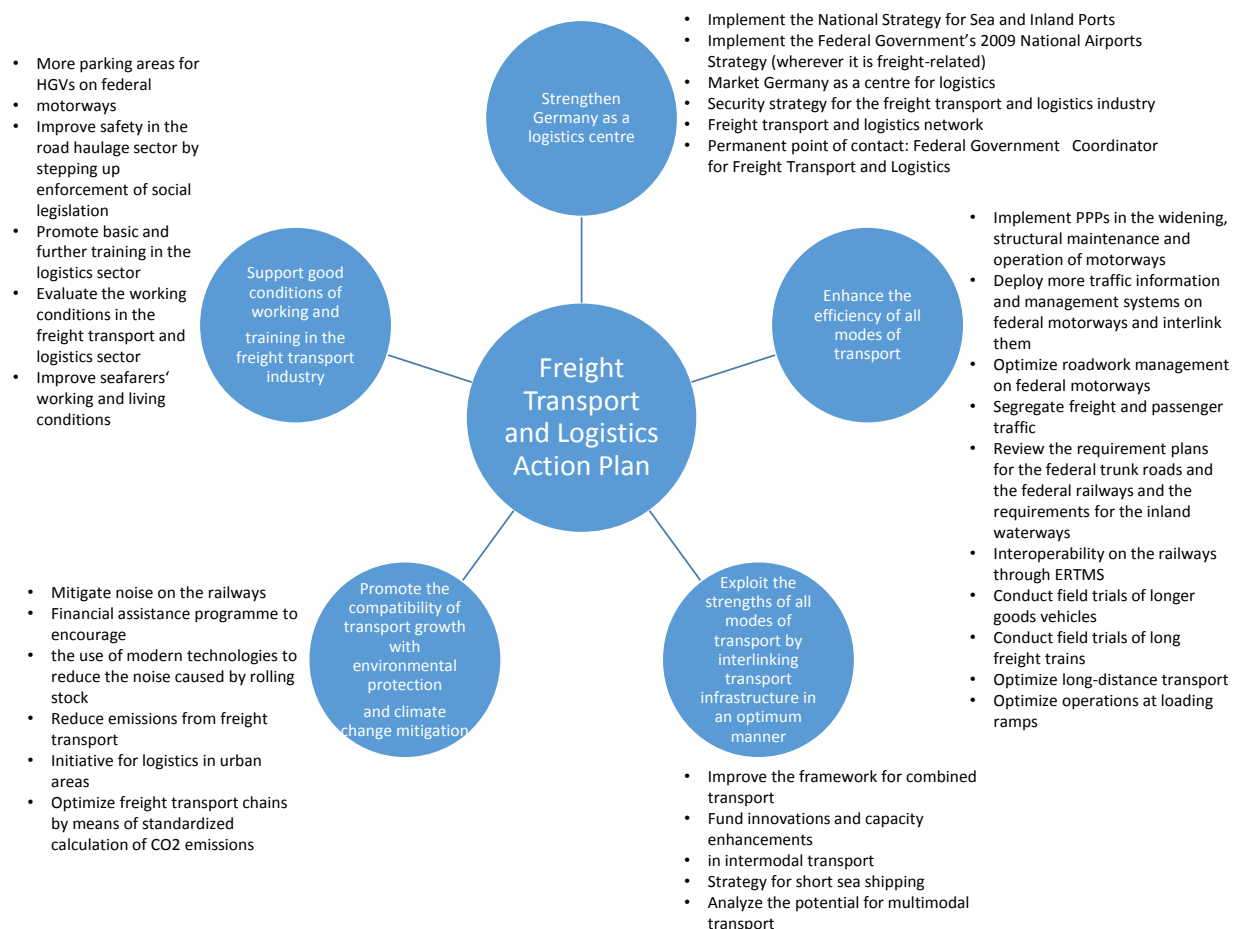 • Implement the National Strategy for Sea and Inland Ports
• Implement the Federal Government's 2009 National Airports
Strategy (wherever it is freight-related)
• Market Germany as a centre for logistics
• Security strategy for the freight transport and logistics industry
• Freight transport and logistics network
• Permanent point of contact: Federal Government Coordinator
for Freight Transport and Logistics
Strengthen
Germany as a
logistics centre
• More parking areas for
HGVs on federal
• motorways
• Improve safety in the
road haulage sector by
stepping up
enforcement of social
legislation
• Promote basic and
further training in the
logistics sector
• Evaluate the working
conditions in the
freight transport and
logistics sector
• Improve seafarers‘
working and living
conditions
Support good
conditions of
working and
training in the
freight transport
industry
Enhance the
efficiency of all
modes of
transport
• Implement PPPs in the widening,
structural maintenance and
operation of motorways
• Deploy more traffic information
and management systems on
federal motorways and interlink
them
• Optimize roadwork management
on federal motorways
• Segregate freight and passenger
traffic
• Review the requirement plans
for the federal trunk roads and
the federal railways and the
requirements for the inland
waterways
• Interoperability on the railways
through ERTMS
• Conduct field trials of longer
goods vehicles
• Conduct field trials of long
freight trains
• Optimize long-distance transport
• Optimize operations at loading
ramps
Freight
Transport
and Logistics
Action Plan
• Mitigate noise on the railways
• Financial assistance programme to
encourage
• the use of modern technologies to
reduce the noise caused by rolling
stock
• Reduce emissions from freight
transport
• Initiative for logistics in urban
areas
• Optimize freight transport chains
by means of standardized
calculation of CO2 emissions
Promote the
compatibility of
transport growth
with
environmental
protection
and climate
change mitigation
Exploit the
strengths of all
modes of
transport by
interlinking
transport
infrastructure in
an optimum
manner
• Improve the framework for combined
transport
• Fund innovations and capacity
enhancements
• in intermodal transport
• Strategy for short sea shipping
• Analyze the potential for multimodal
transport